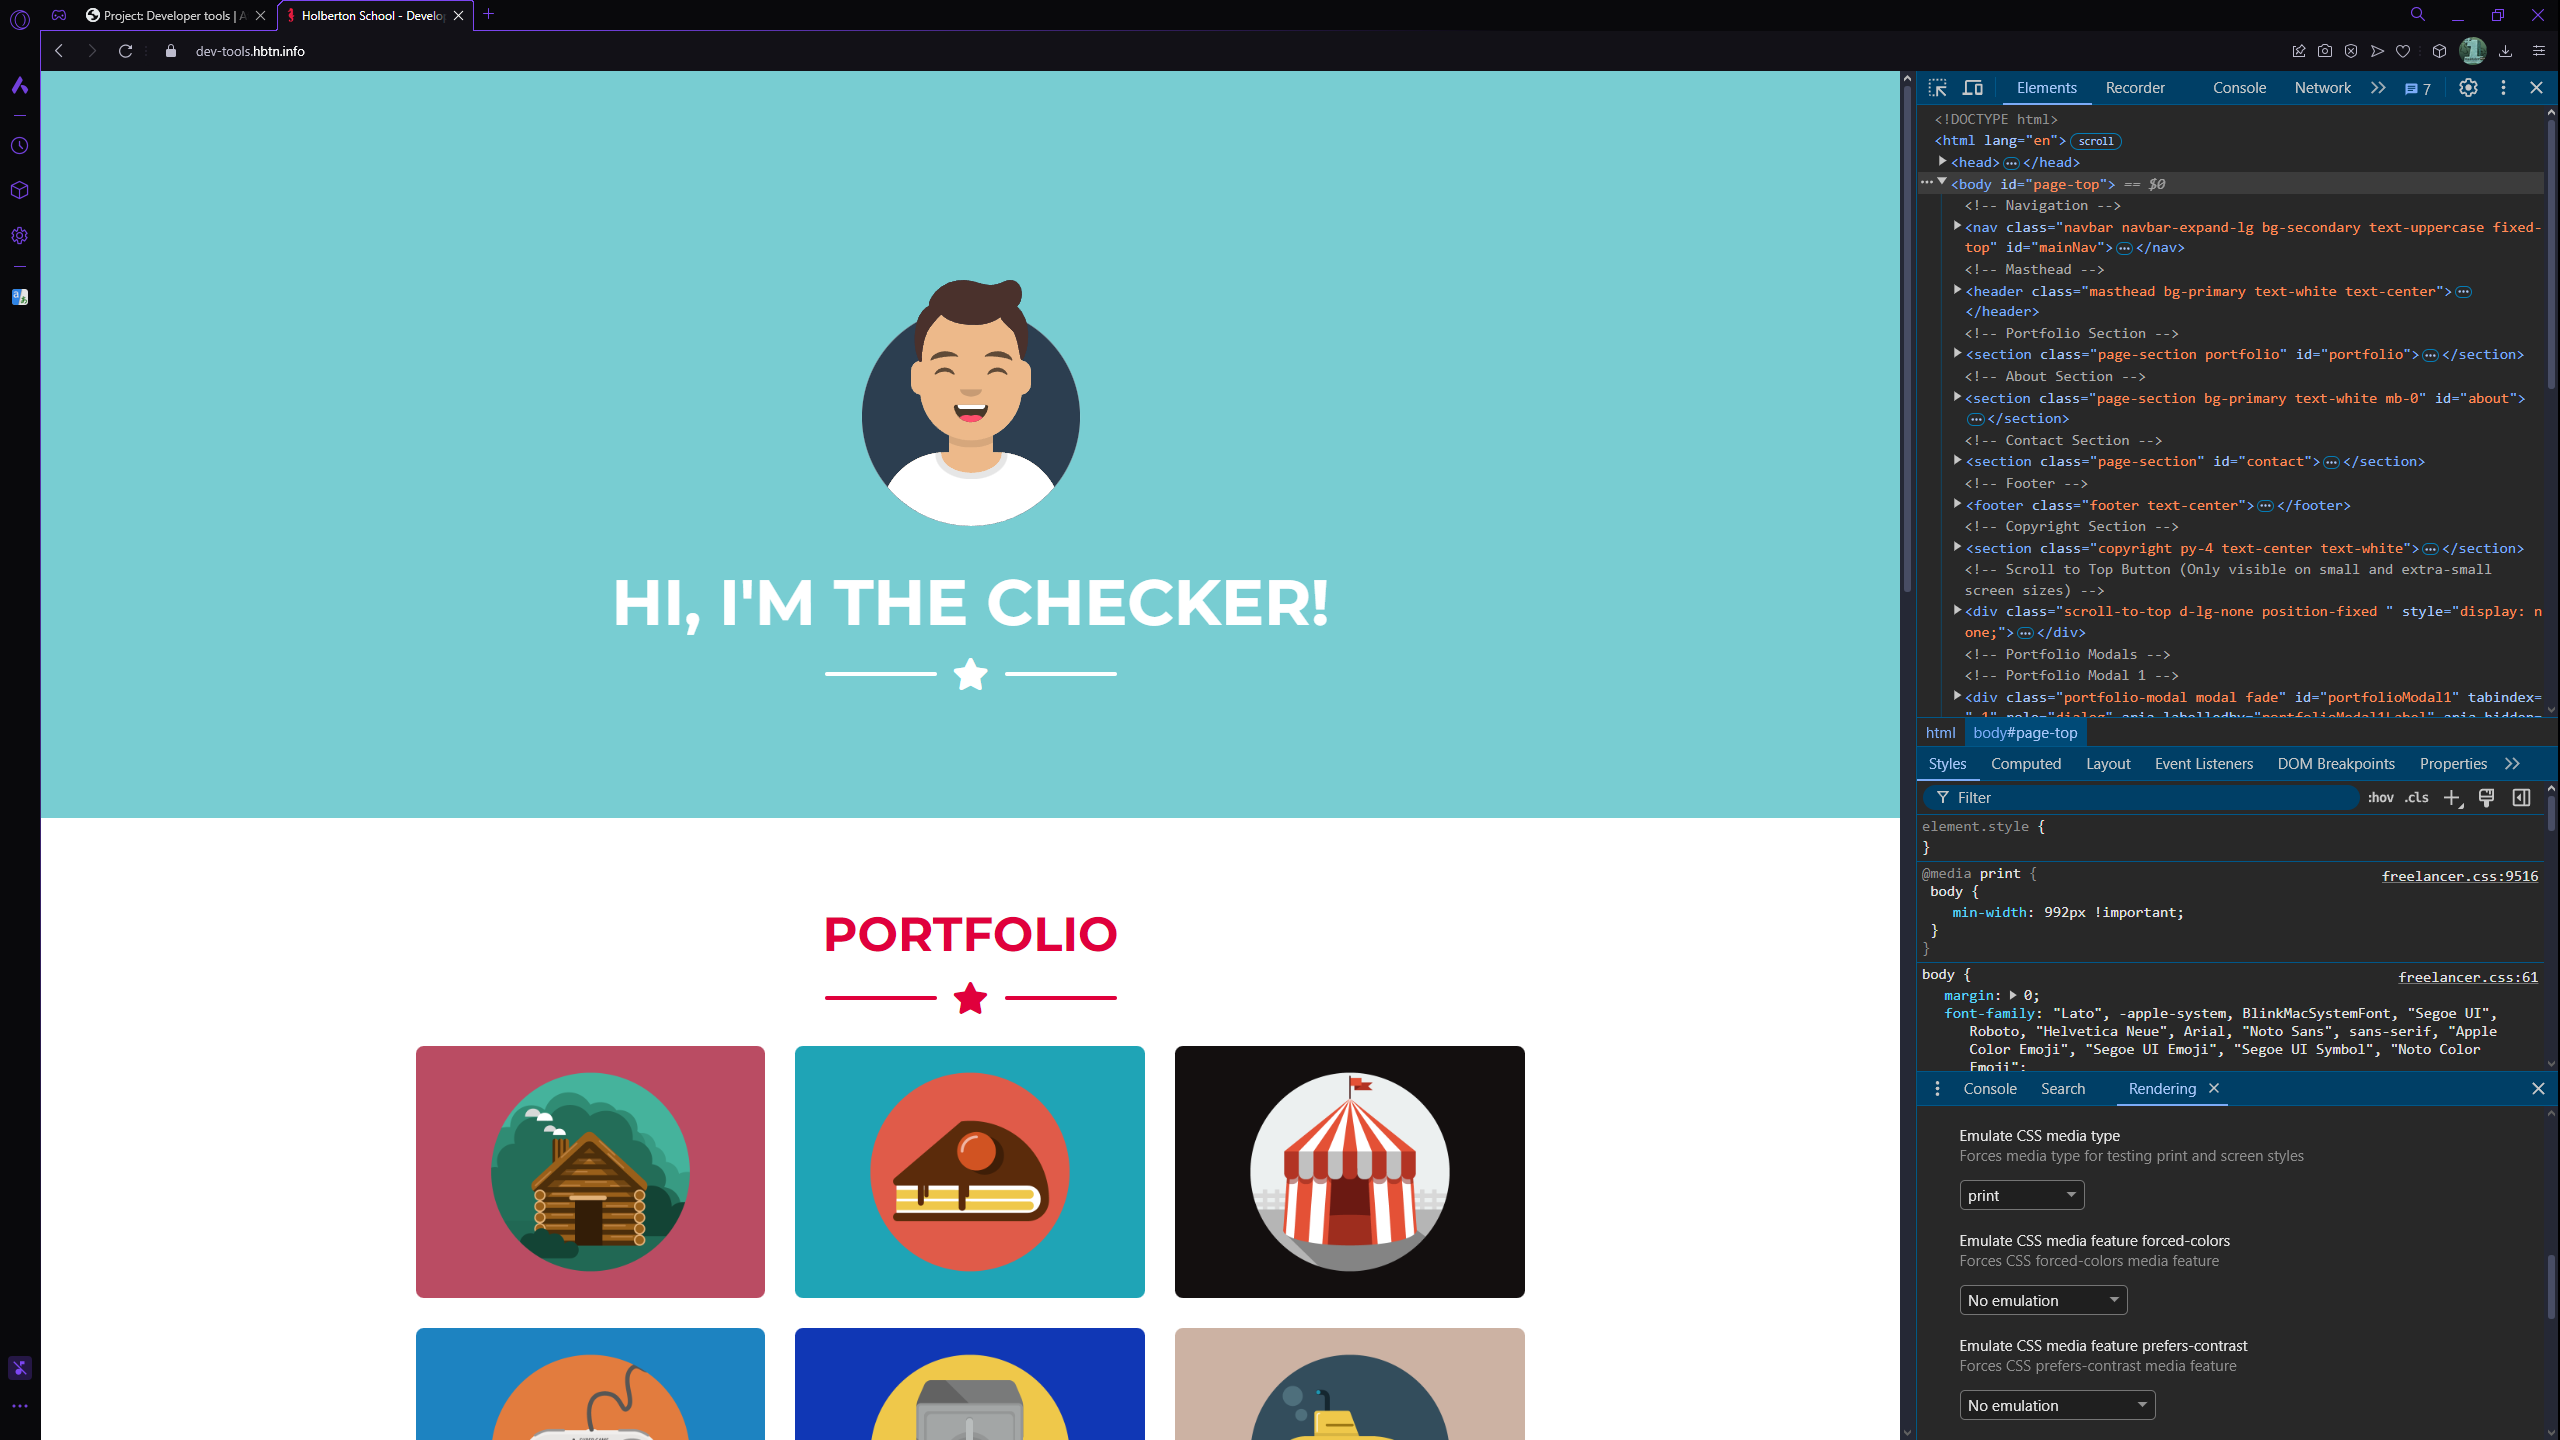 Project: Developer tools | A
Holberton School - Develop
dev-tools.hbtn.info
HI, I'M THE CHECKER!
PORTFOLIO
Elements
Recorder
Console
Network
7
<!DOCTYPE html>
<html lang="en"> scroll
<head> </head>
<body id="page-top"> == $0
<!-- Navigation -->
<nav class="navbar navbar-expand-lg bg-secondary text-uppercase fixed-
top" id="mainNav"> </nav>
<!-- Masthead -->
<header class="masthead bg-primary text-white text-center">
</header>
<!-- Portfolio Section -->
<section class="page-section portfolio" id="portfolio"> </section>
<!-- About Section -->
<section class="page-section bg-primary text-white mb-0" id="about">
</section>
<!-- Contact Section -->
<section class="page-section" id="contact"> </section>
<!-- Footer -->
<footer class="footer text-center"> </footer>
<!-- Copyright Section -->
<section class="copyright py-4 text-center text-white"> </section>
<!-- Scroll to Top Button (Only visible on small and extra-small
screen sizes) -->
<div class="scroll-to-top d-lg-none position-fixed " style="display: n
one;"> </div>
<!-- Portfolio Modals -->
<!-- Portfolio Modal 1 -->
<div class="portfolio-modal modal fade" id="portfolioModal1" tabindex=
"-1" role="dialog" aria-labelledby="portfolioModal1Label" aria-hidden=
html
body#page-top
Styles
Computed
Layout
Event Listeners
DOM Breakpoints
Properties
Filter
:hov
.cls
element.style {
}
@media print {
freelancer.css:9516
body {
min-width: 992px !important;
}
}
body {
freelancer.css:61
margin: 0;
font-family: "Lato", -apple-system, BlinkMacSystemFont, "Segoe UI",
Roboto, "Helvetica Neue", Arial, "Noto Sans", sans-serif, "Apple
Color Emoji", "Segoe UI Emoji", "Segoe UI Symbol", "Noto Color
Emoji";
Console
Search
Rendering
Emulate CSS media type
Forces media type for testing print and screen styles
print
Emulate CSS media feature forced-colors
Forces CSS forced-colors media feature
No emulation
Emulate CSS media feature prefers-contrast
Forces CSS prefers-contrast media feature
No emulation